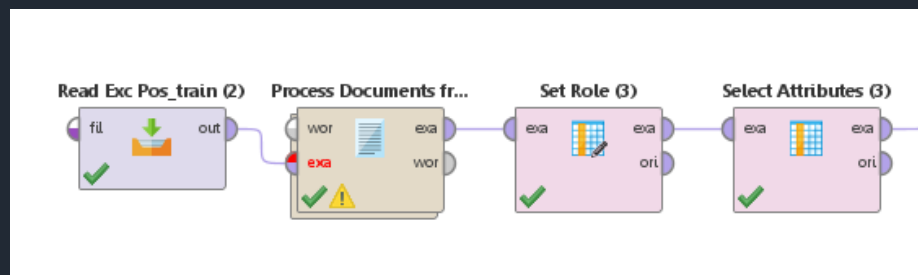 Read Exc Pos_train (2)
Process Documents fr...
Set Role (3)
Select Attributes (3)
fil
out
wor
exa
exa
wor
exa
exa
ori
exa
exa
ori